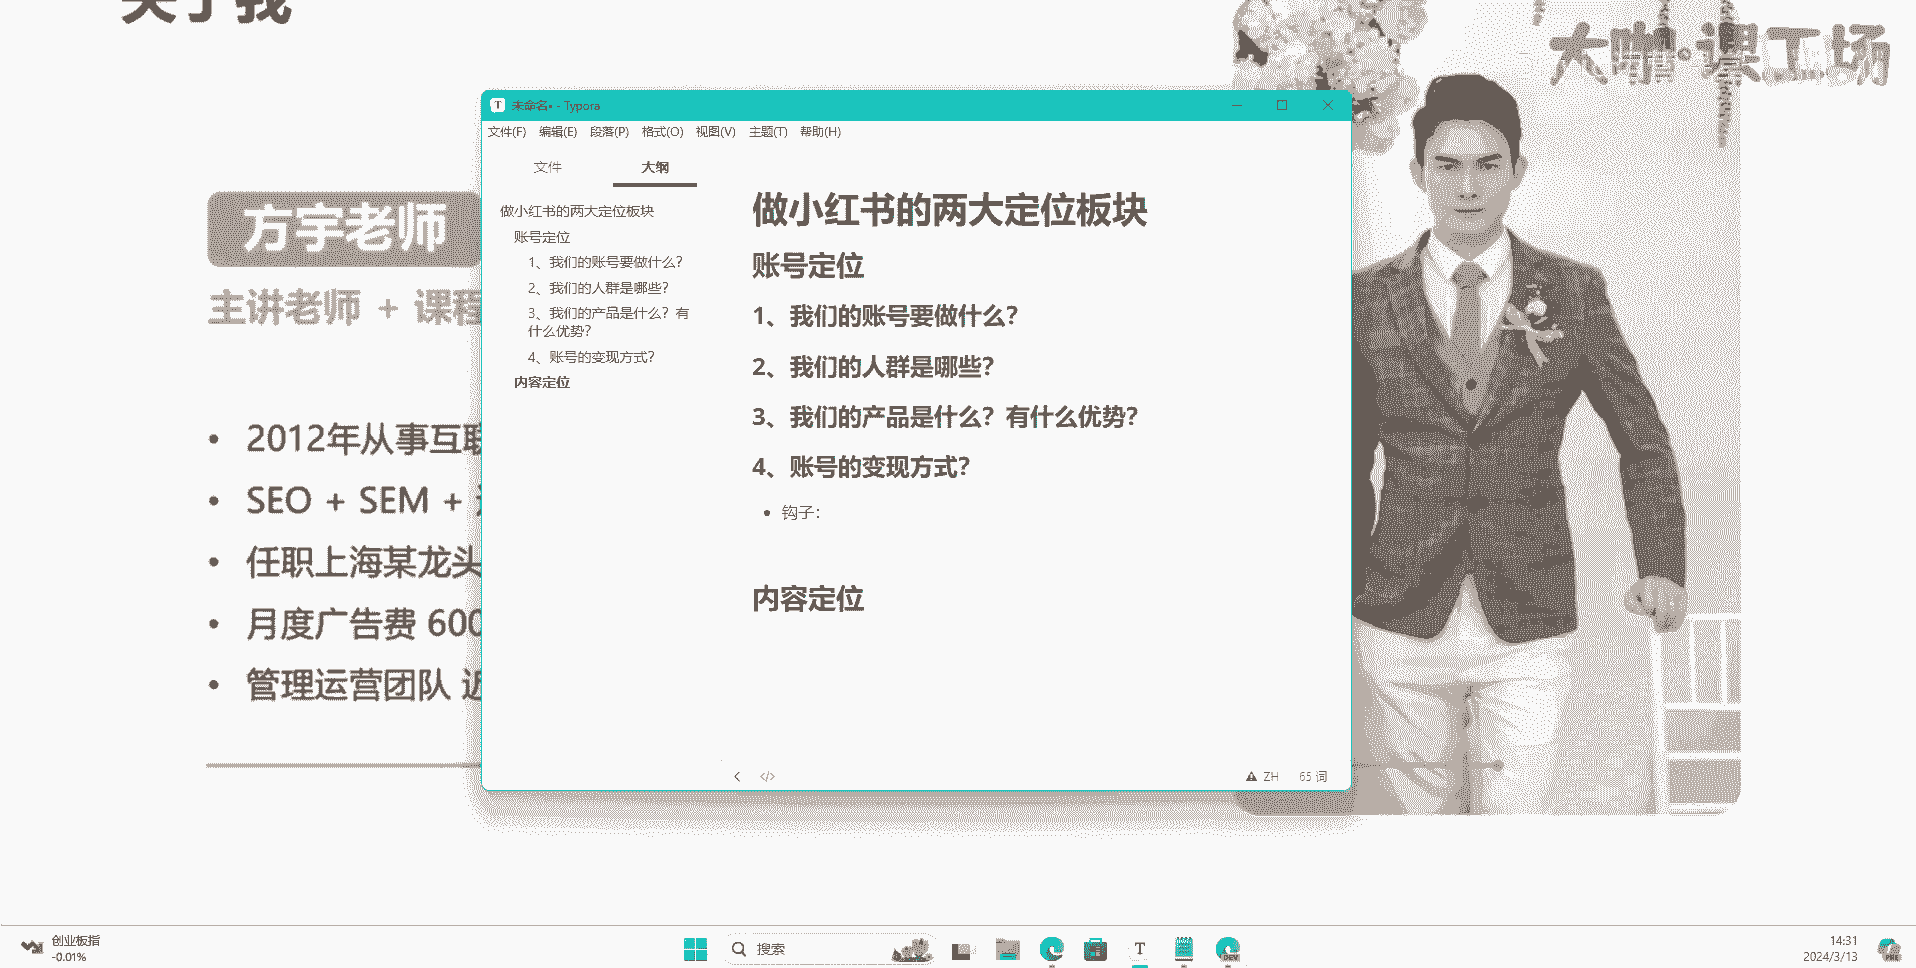 关于我
大咖·课工场
方宇老师
主讲老师 + 课程
2012年从事互联
SEO + SEM +
任职上海某龙头
月度广告费 600
管理运营团队 近
未命名• - Typora
文件(F) 编辑(E) 段落(P) 格式(O) 视图(V) 主题(T) 帮助(H)
文件 大纲
做小红书的两大定位板块
账号定位
1、我们的账号要做什么？
2、我们的人群是哪些？
3、我们的产品是什么？有
什么优势？
4、账号的变现方式？
内容定位
做小红书的两大定位板块
账号定位
1、我们的账号要做什么？
2、我们的人群是哪些？
3、我们的产品是什么？有什么优势？
4、账号的变现方式？
钩子：
内容定位
ZH 65 词
创业板指
-0.01%
搜索
T
DEV
14:31
2024/3/13
PRE